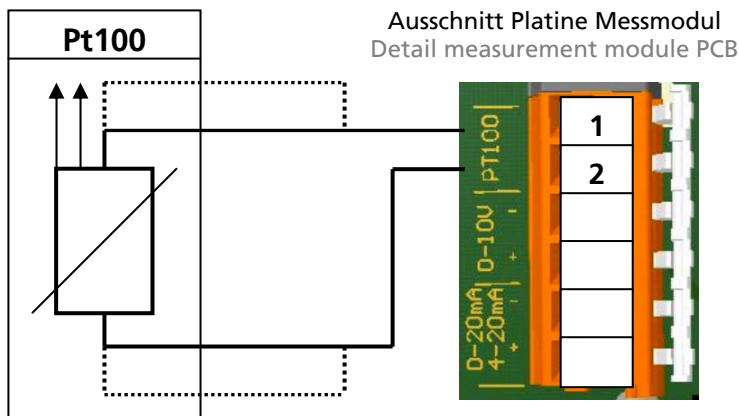 Pt100
Ausschnitt Platine Messmodul
Detail measurement module PCB
PT100
1
2
0-10V
- +
0-20mA
4-20mA
- +